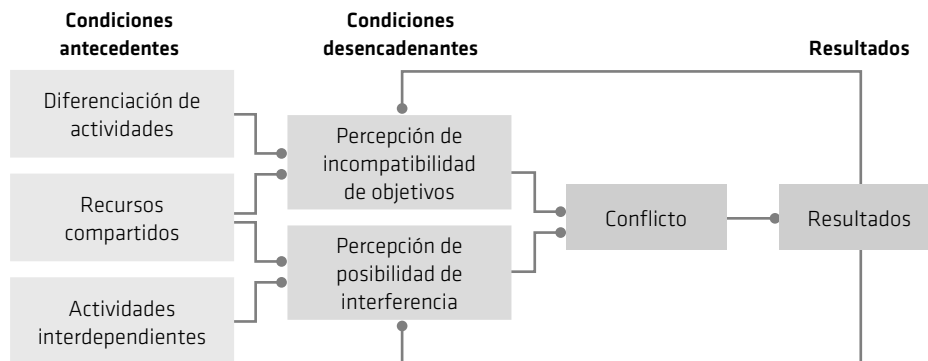 Condiciones
antecedentes
Condiciones
desencadenantes
Resultados
Diferenciación de
actividades
Recursos
compartidos
Actividades
interdependientes
Percepción de
incompatibilidad
de objetivos
Percepción de
posibilidad de
interferencia
Conflicto
Resultados